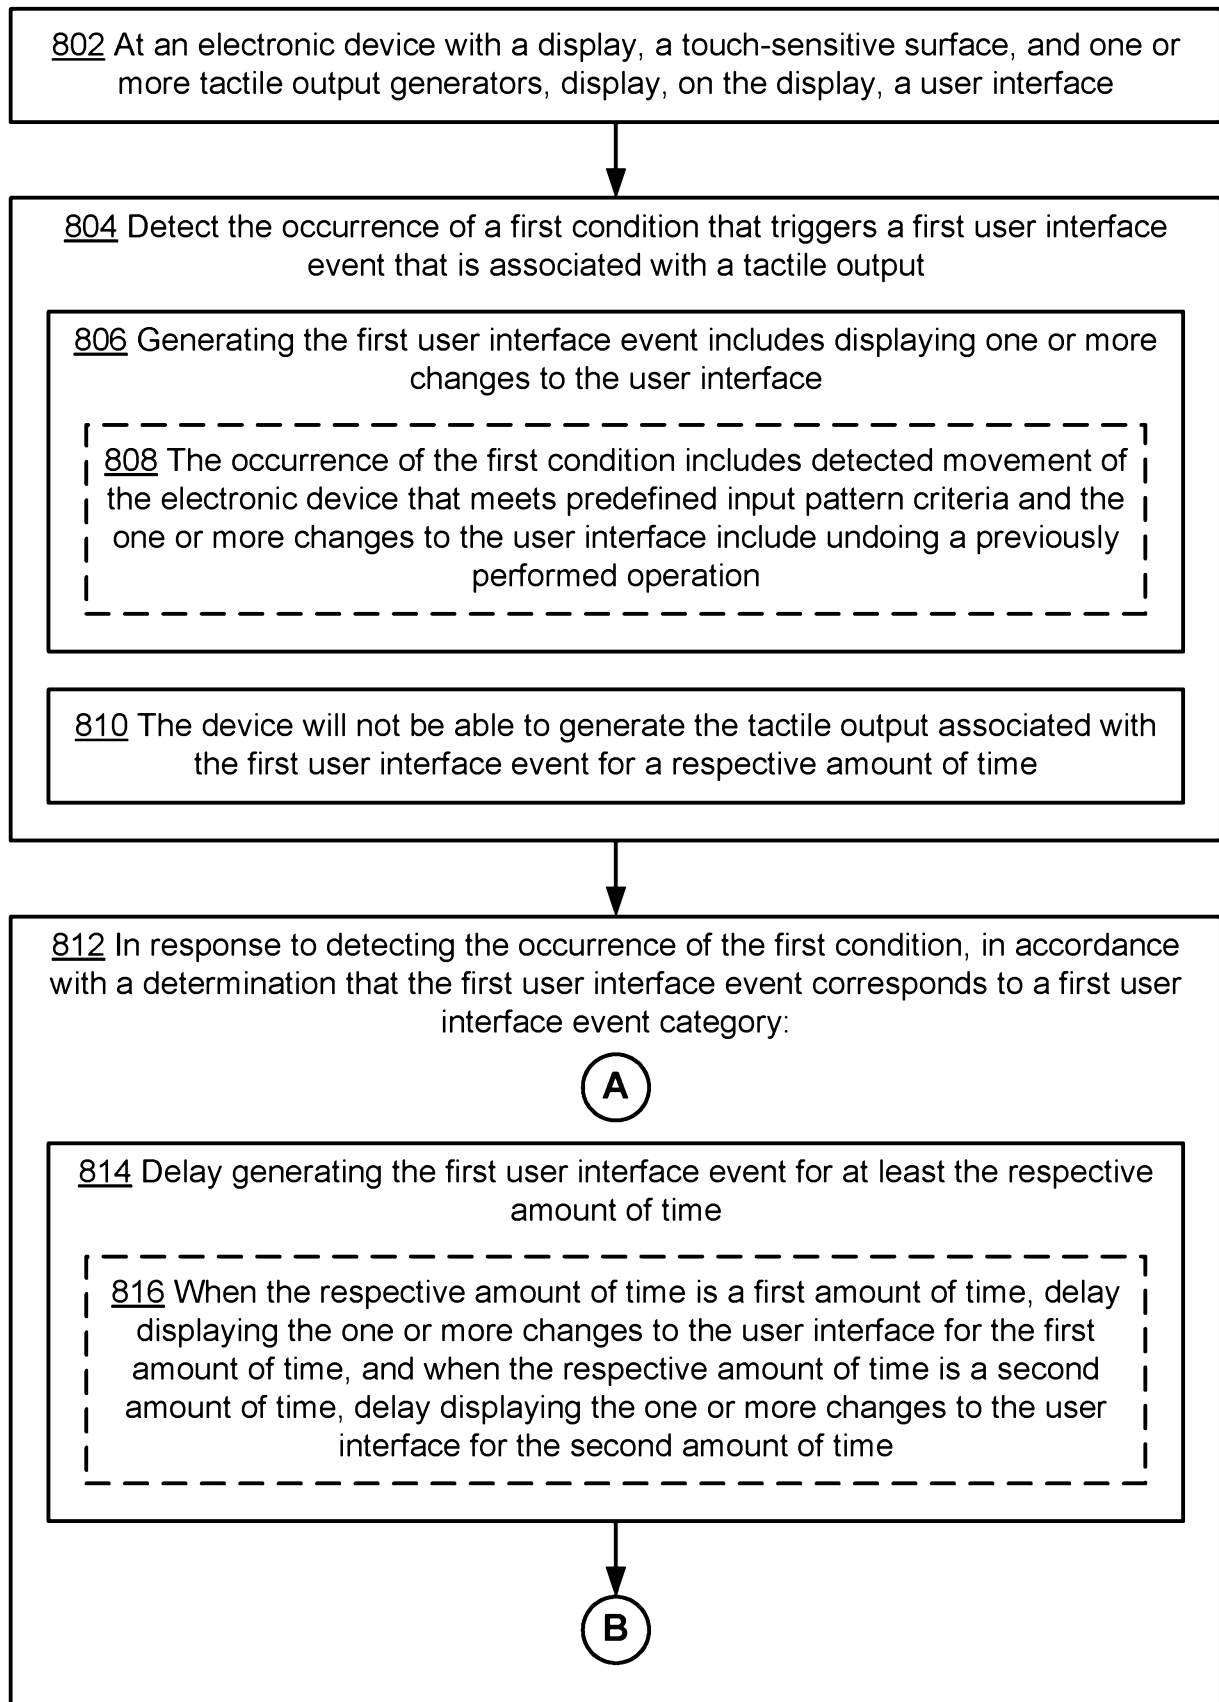 802 At an electronic device with a display, a touch-sensitive surface, and one or
more tactile output generators, display, on the display, a user interface
804 Detect the occurrence of a first condition that triggers a first user interface
event that is associated with a tactile output
806 Generating the first user interface event includes displaying one or more
changes to the user interface
808 The occurrence of the first condition includes detected movement of
the electronic device that meets predefined input pattern criteria and the
one or more changes to the user interface include undoing a previously
performed operation
810 The device will not be able to generate the tactile output associated with
the first user interface event for a respective amount of time
812 In response to detecting the occurrence of the first condition, in accordance
with a determination that the first user interface event corresponds to a first user
interface event category:
A
814 Delay generating the first user interface event for at least the respective
amount of time
816 When the respective amount of time is a first amount of time, delay
displaying the one or more changes to the user interface for the first
amount of time, and when the respective amount of time is a second
amount of time, delay displaying the one or more changes to the user
interface for the second amount of time
B